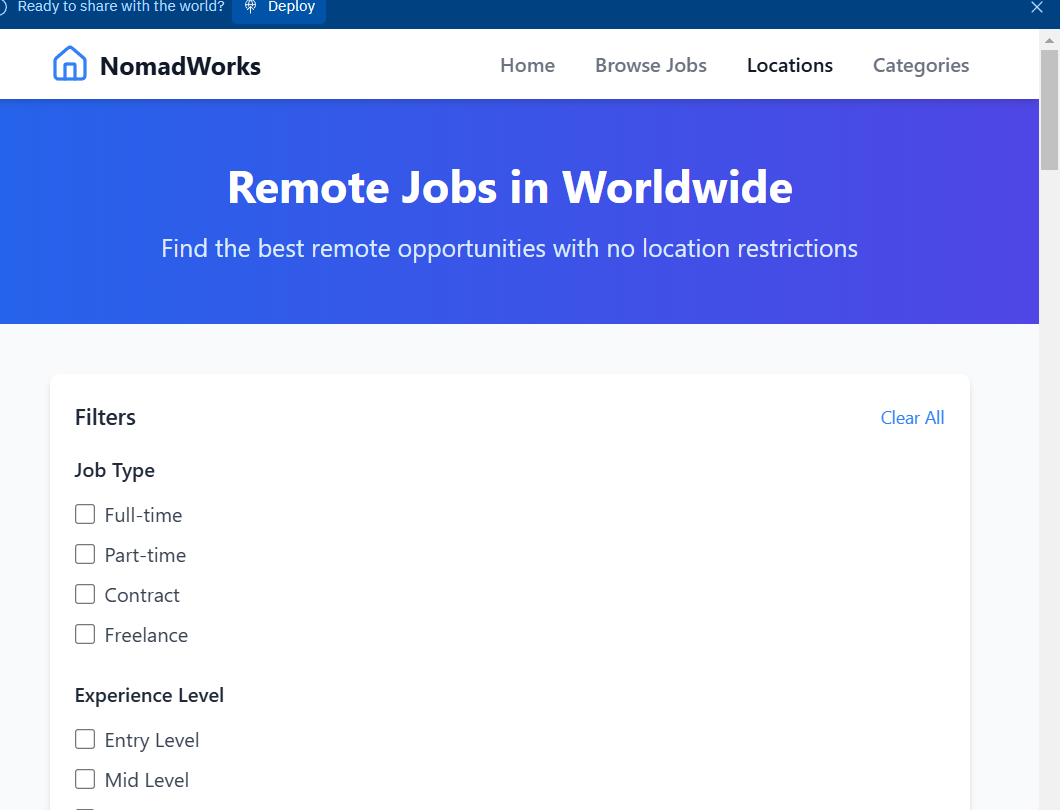 Ready to share with the world? Deploy
NomadWorks Home Browse Jobs Locations Categories
Remote Jobs in Worldwide
Find the best remote opportunities with no location restrictions
Filters Clear All
Job Type
Full-time
Part-time
Contract
Freelance
Experience Level
Entry Level
Mid Level